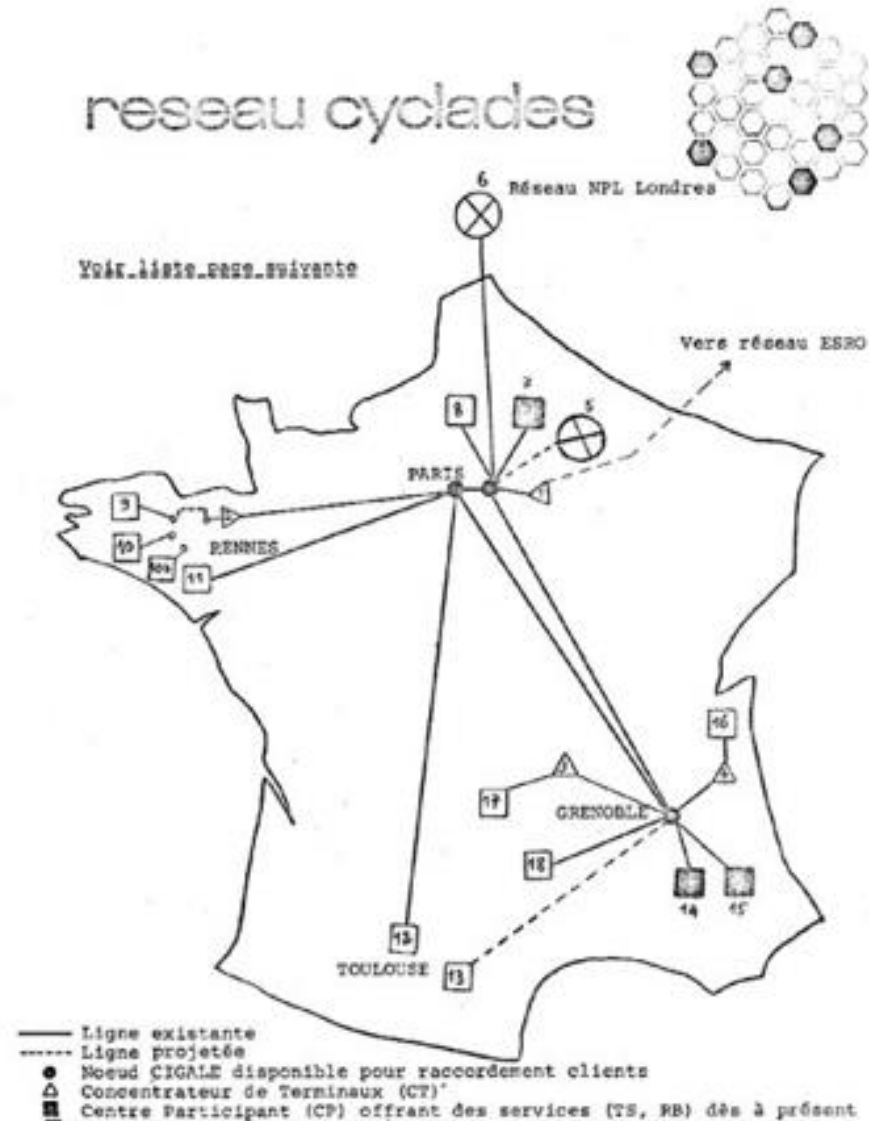 reseau cyclades
6
Réseau NPL Londres
Voir liste page suivante
Vers réseau ESRO
8
5
PARIS
9
10
RENNES
11
16
17
GRENOBLE
18
14
15
12
TOULOUSE
13
Ligne existante
Ligne projetée
Noeud CIGALE disponible pour raccordement clients
Concentrateur de Terminaux (CT)
Centre Participant (CP) offrant des services (TS, RB) dès à présent